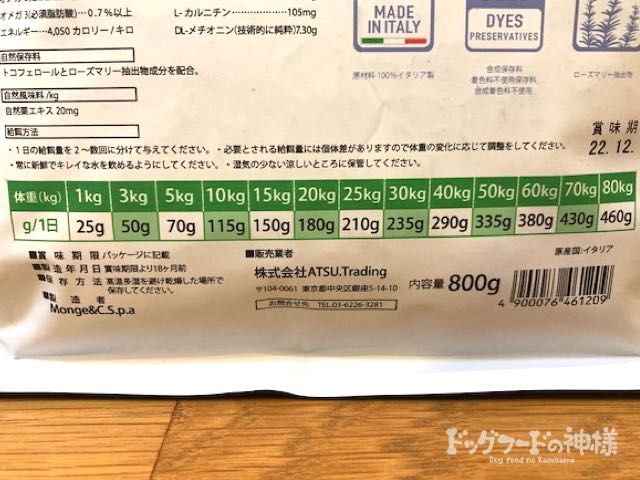 オメガ3(必須脂肪酸)…0.7%以上
エネルギー…4,050 カロリー/キロ
L-カルニチン……105mg
DL-メチオニン(技術的に純粋)7.30g
自然保存料
トコフェロールとローズマリー抽出物成分を配合。
自然風味料/kg
自然栗エキス 20mg
給餌方法
・1日の給餌量を2〜数回に分けて与えてください。・必要とされる給餌量には個体差がありますので体重の変化に応じて調整をしてください。
・常に新鮮でキレイな水を飲めるようにしてください。・湿気の少ない涼しいところに保管してください。
MADE
IN ITALY
原材料 100%イタリア製
DYES
PRESERVATIVES
合成保存料
着色料不使用保存料
合成着色料不使用
ローズマリー抽出物
賞味期
22.12.
体重(kg) 1kg 3kg 5kg 10kg 15kg 20kg 25kg 30kg 40kg 50kg 60kg 70kg 80kg
g/1日 25g 50g 70g 115g 150g 180g 210g 235g 290g 335g 380g 430g 460g
■賞味期限 パッケージに記載
■製造年月日 賞味期限より18ヶ月前
■保存方法 高温多湿を避け乾燥した場所で
保存してください。
■製造者
Monge&C.S.p.a
■販売業者
株式会社ATSU.Trading
〒104-0061 東京都中央区銀座5-14-10
お問合せ先 TEL.03-6226-3281
原産国:イタリア
内容量 800g
4 900076 461209
ドッグフードの神様
Dog food no Kamisama